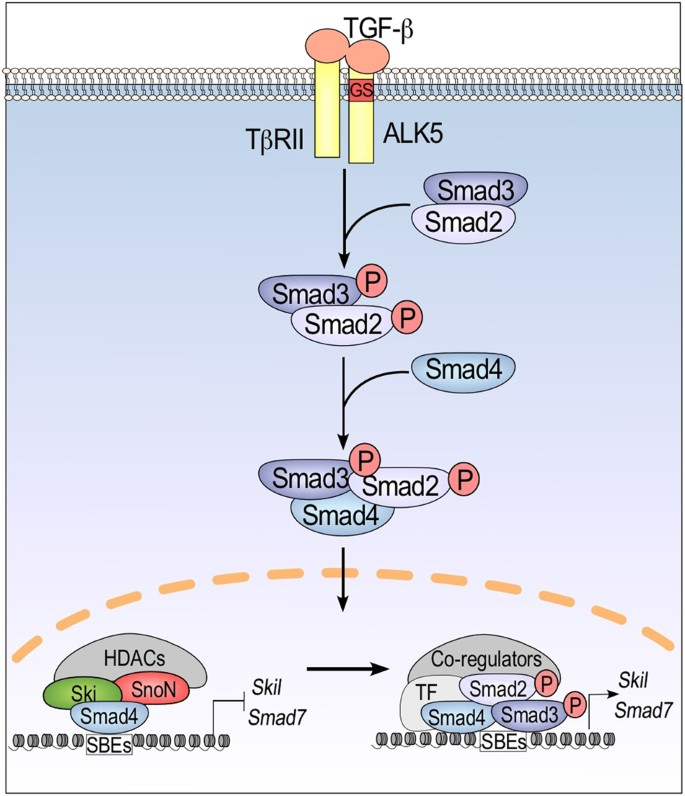 TGF-β
GS
TβRII
ALK5
Smad3
Smad2
Smad3
P
Smad2
P
Smad4
Smad3
P
Smad2
P
Smad4
HDACs
Ski
SnoN
Smad4
SBEs
Skil
Smad7
Co-regulators
TF
Smad2
P
Smad4
Smad3
P
SBEs
Skil
Smad7